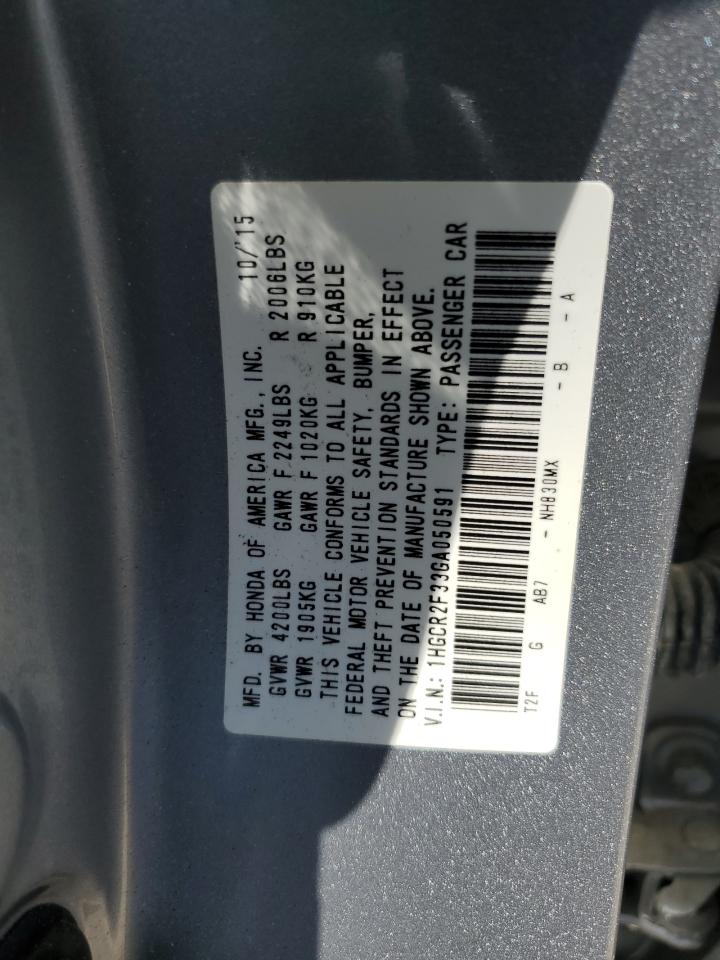 MFD. BY HONDA OF AMERICA MFG., INC. 10/'15
GVWR 4200LBS GAWR F 2249LBS R 2006LBS
GVWR 1905KG GAWR F 1020KG R 910KG
THIS VEHICLE CONFORMS TO ALL APPLICABLE
FEDERAL MOTOR VEHICLE SAFETY, BUMPER,
AND THEFT PREVENTION STANDARDS IN EFFECT
ON THE DATE OF MANUFACTURE SHOWN ABOVE.
V.I.N.: 1HGCR2F33GA050591 TYPE: PASSENGER CAR
T2F G AB7 - NH830MX - B - A